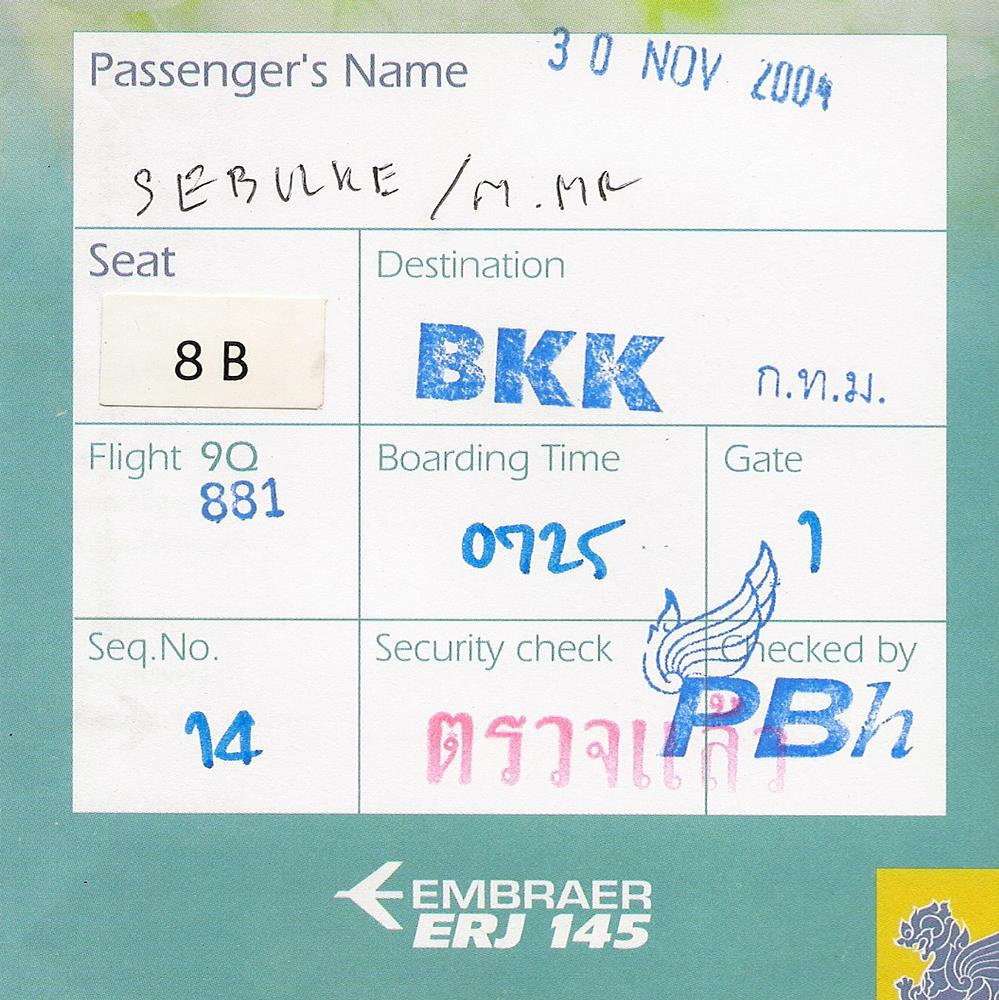 Passenger's Name
30 NOV 2004
SEBULKE / M. MR
Seat
8 B
Destination
BKK
ก.ท.ม.
Flight 9Q
881
Boarding Time
0725
Gate
1
Seq.No.
14
Security check
ตรวจแล้ว
Checked by
PBh
EMBRAER
ERJ 145